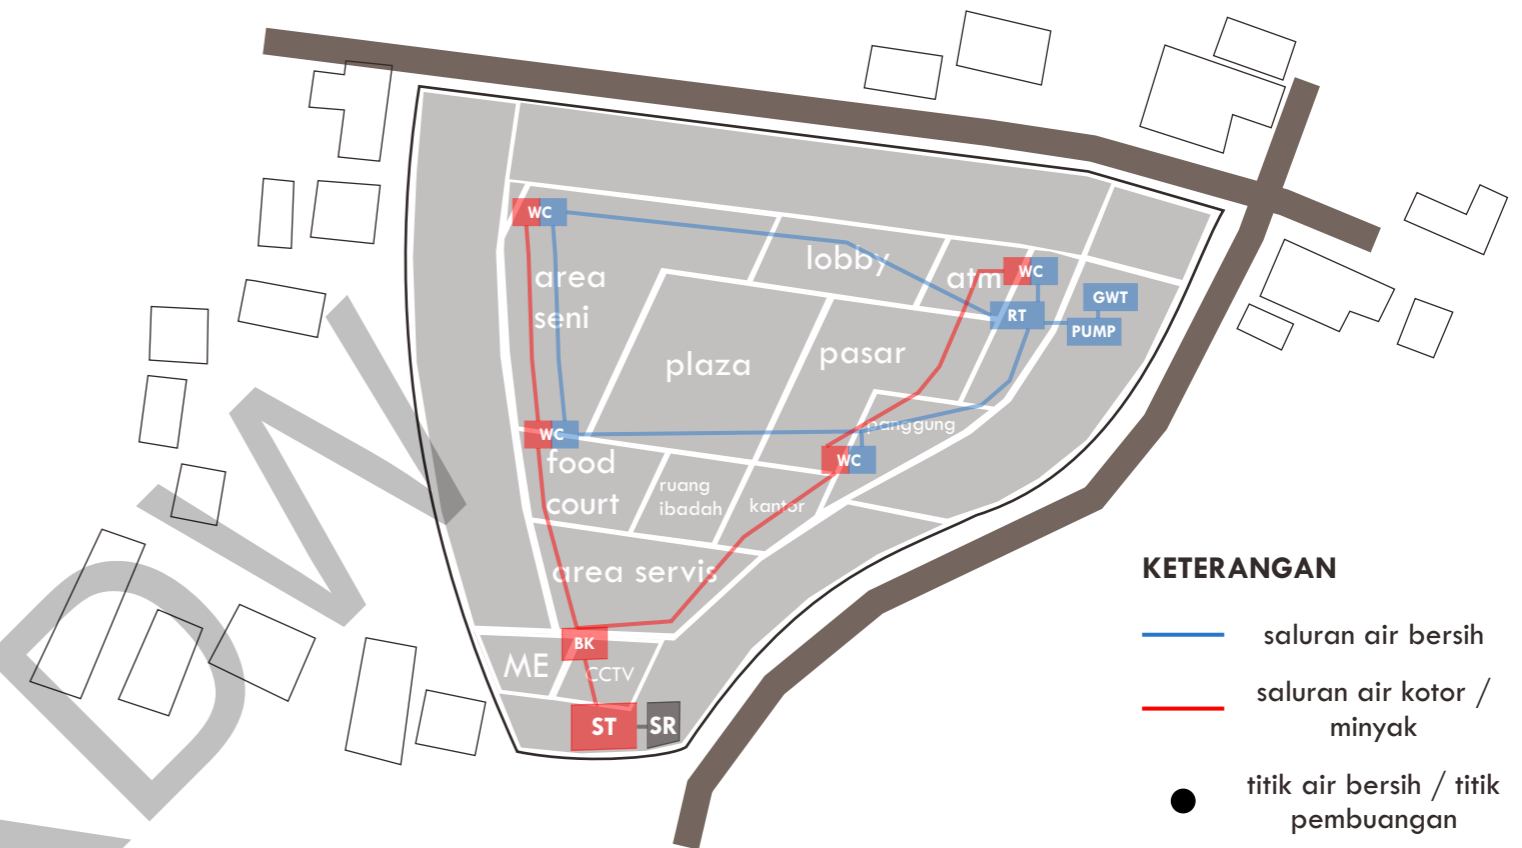 WC
lobby
WC
atm
area
seni
GWT
RT
PUMP
plaza
pasar
WC
panggung
WC
food
court
ruang
ibadah
kantor
area servis
BK
ME
CCTV
ST
SR
KETERANGAN
saluran air bersih
saluran air kotor /
minyak
titik air bersih / titik
pembuangan